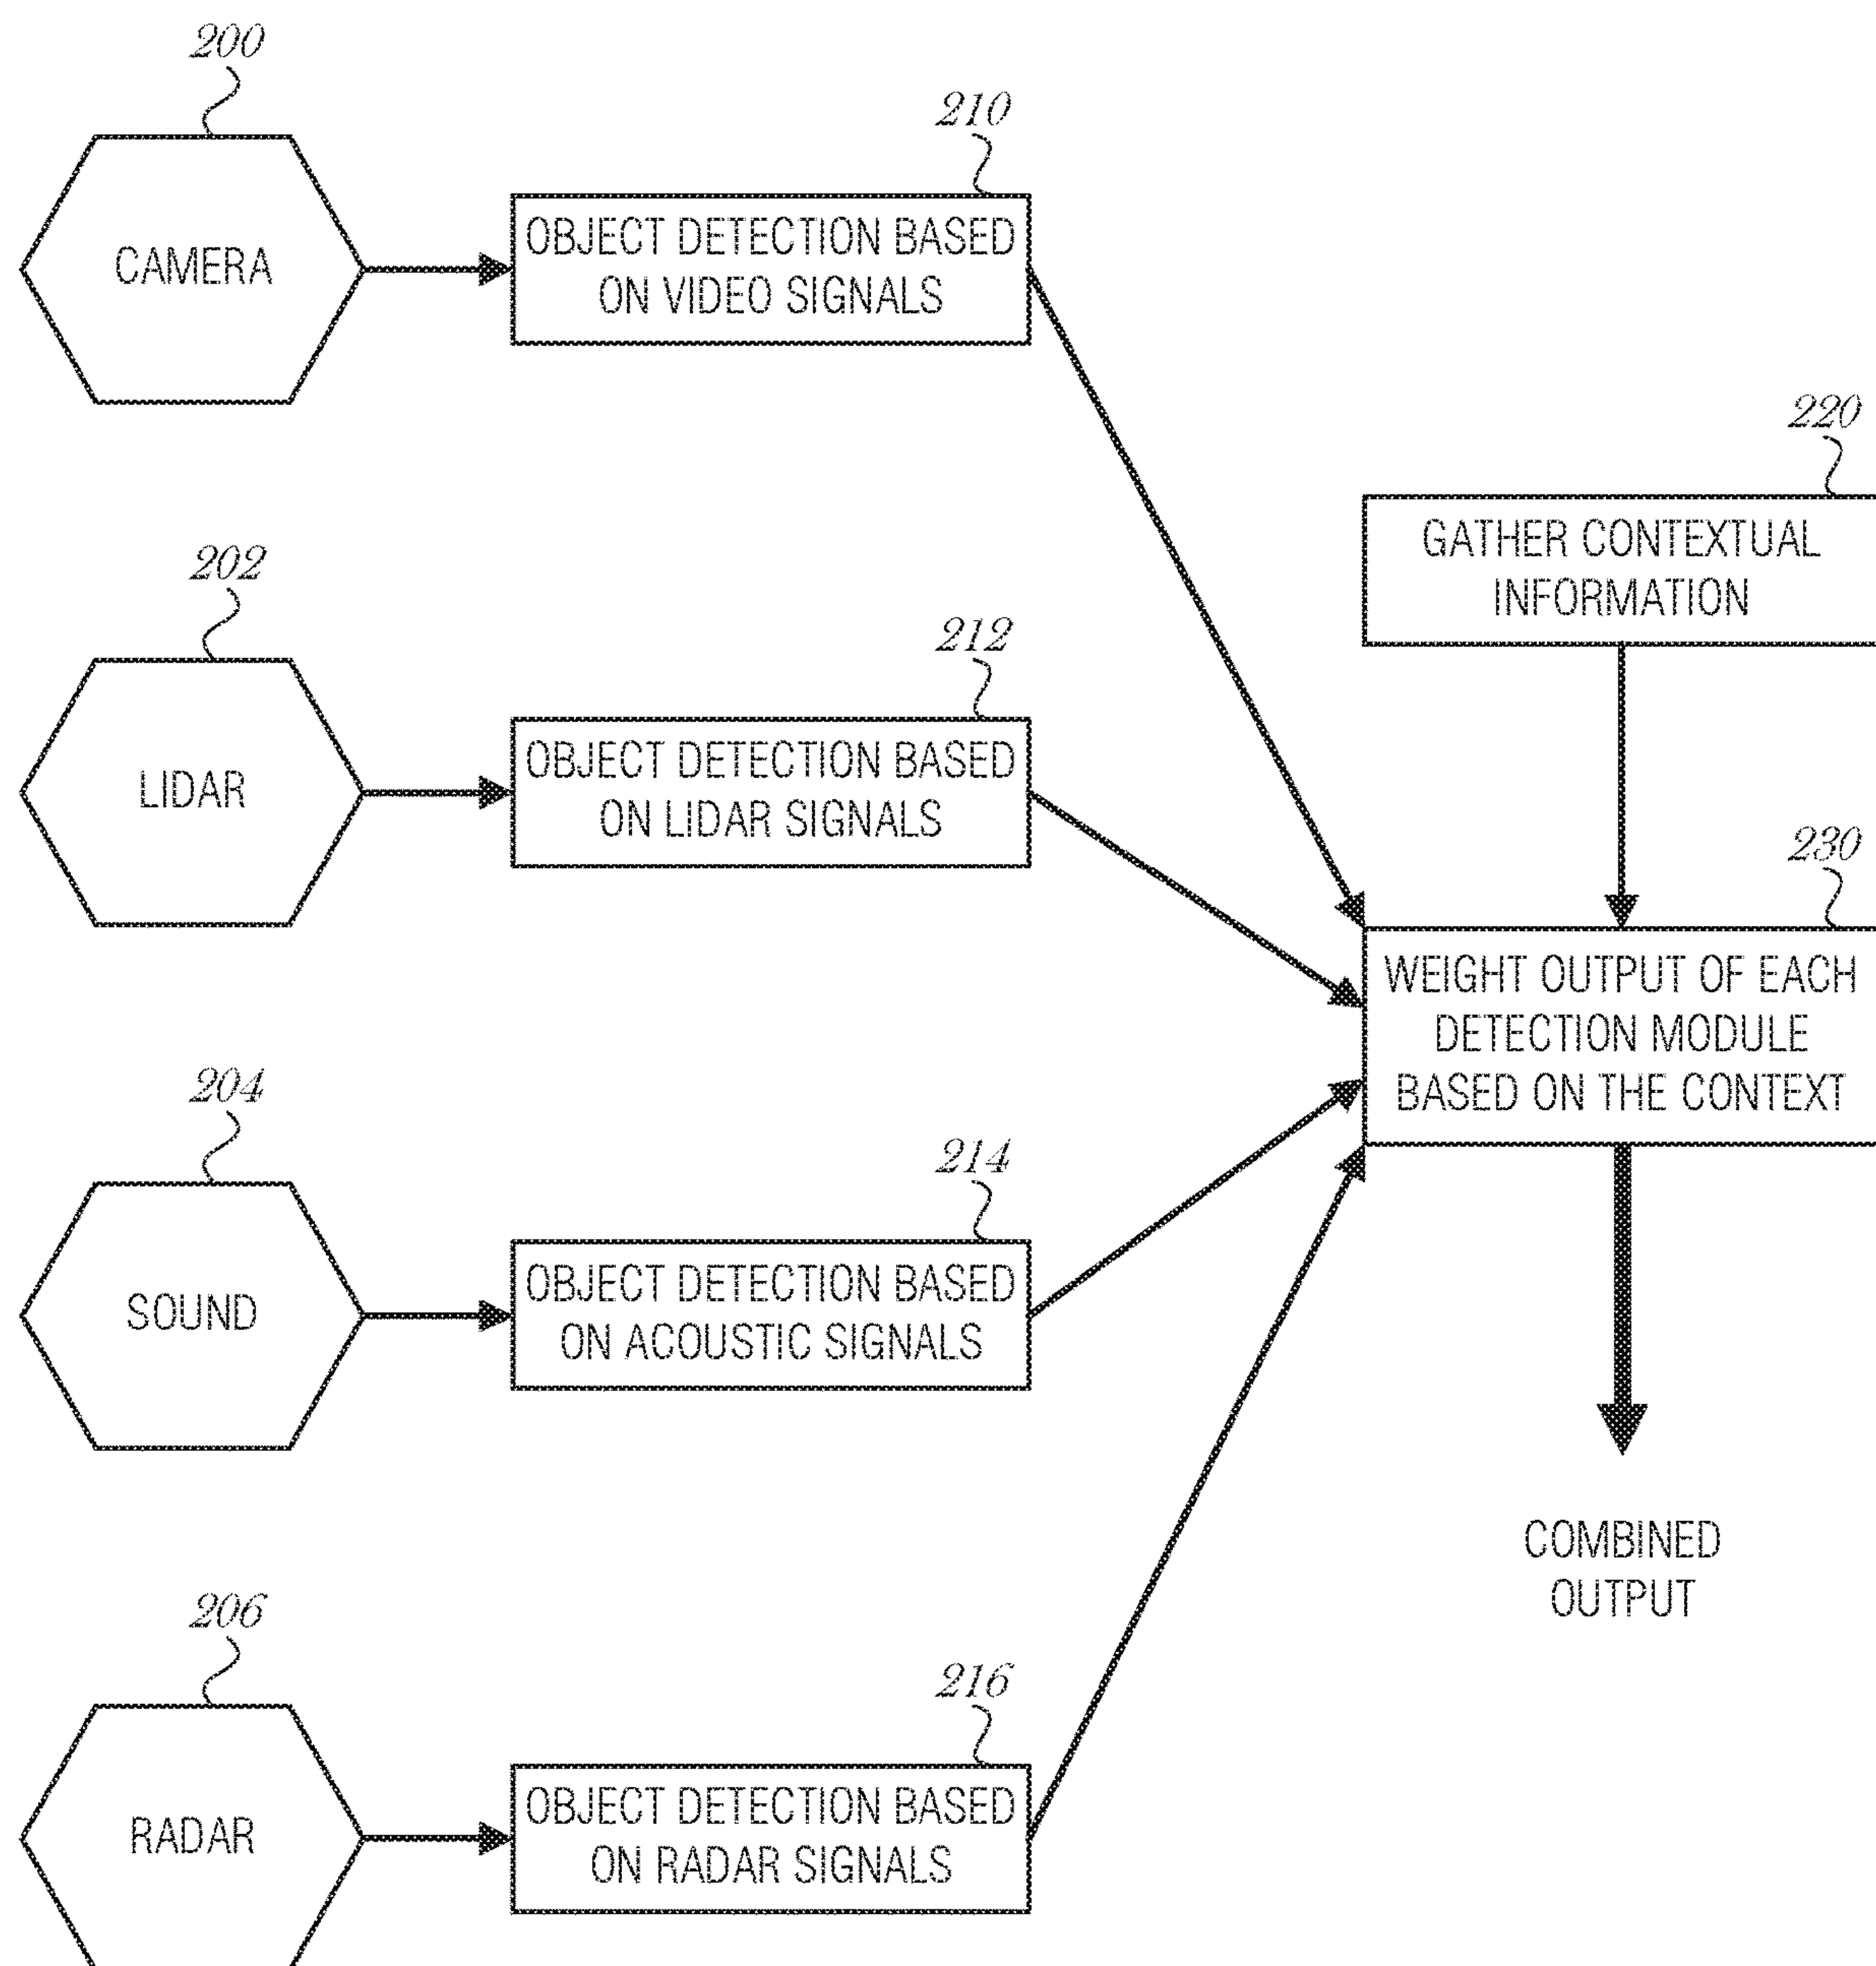 200
CAMERA
210
OBJECT DETECTION BASED
ON VIDEO SIGNALS
220
GATHER CONTEXTUAL
INFORMATION
202
LIDAR
212
OBJECT DETECTION BASED
ON LIDAR SIGNALS
230
WEIGHT OUTPUT OF EACH
DETECTION MODULE
BASED ON THE CONTEXT
204
SOUND
214
OBJECT DETECTION BASED
ON ACOUSTIC SIGNALS
COMBINED
OUTPUT
206
RADAR
216
OBJECT DETECTION BASED
ON RADAR SIGNALS